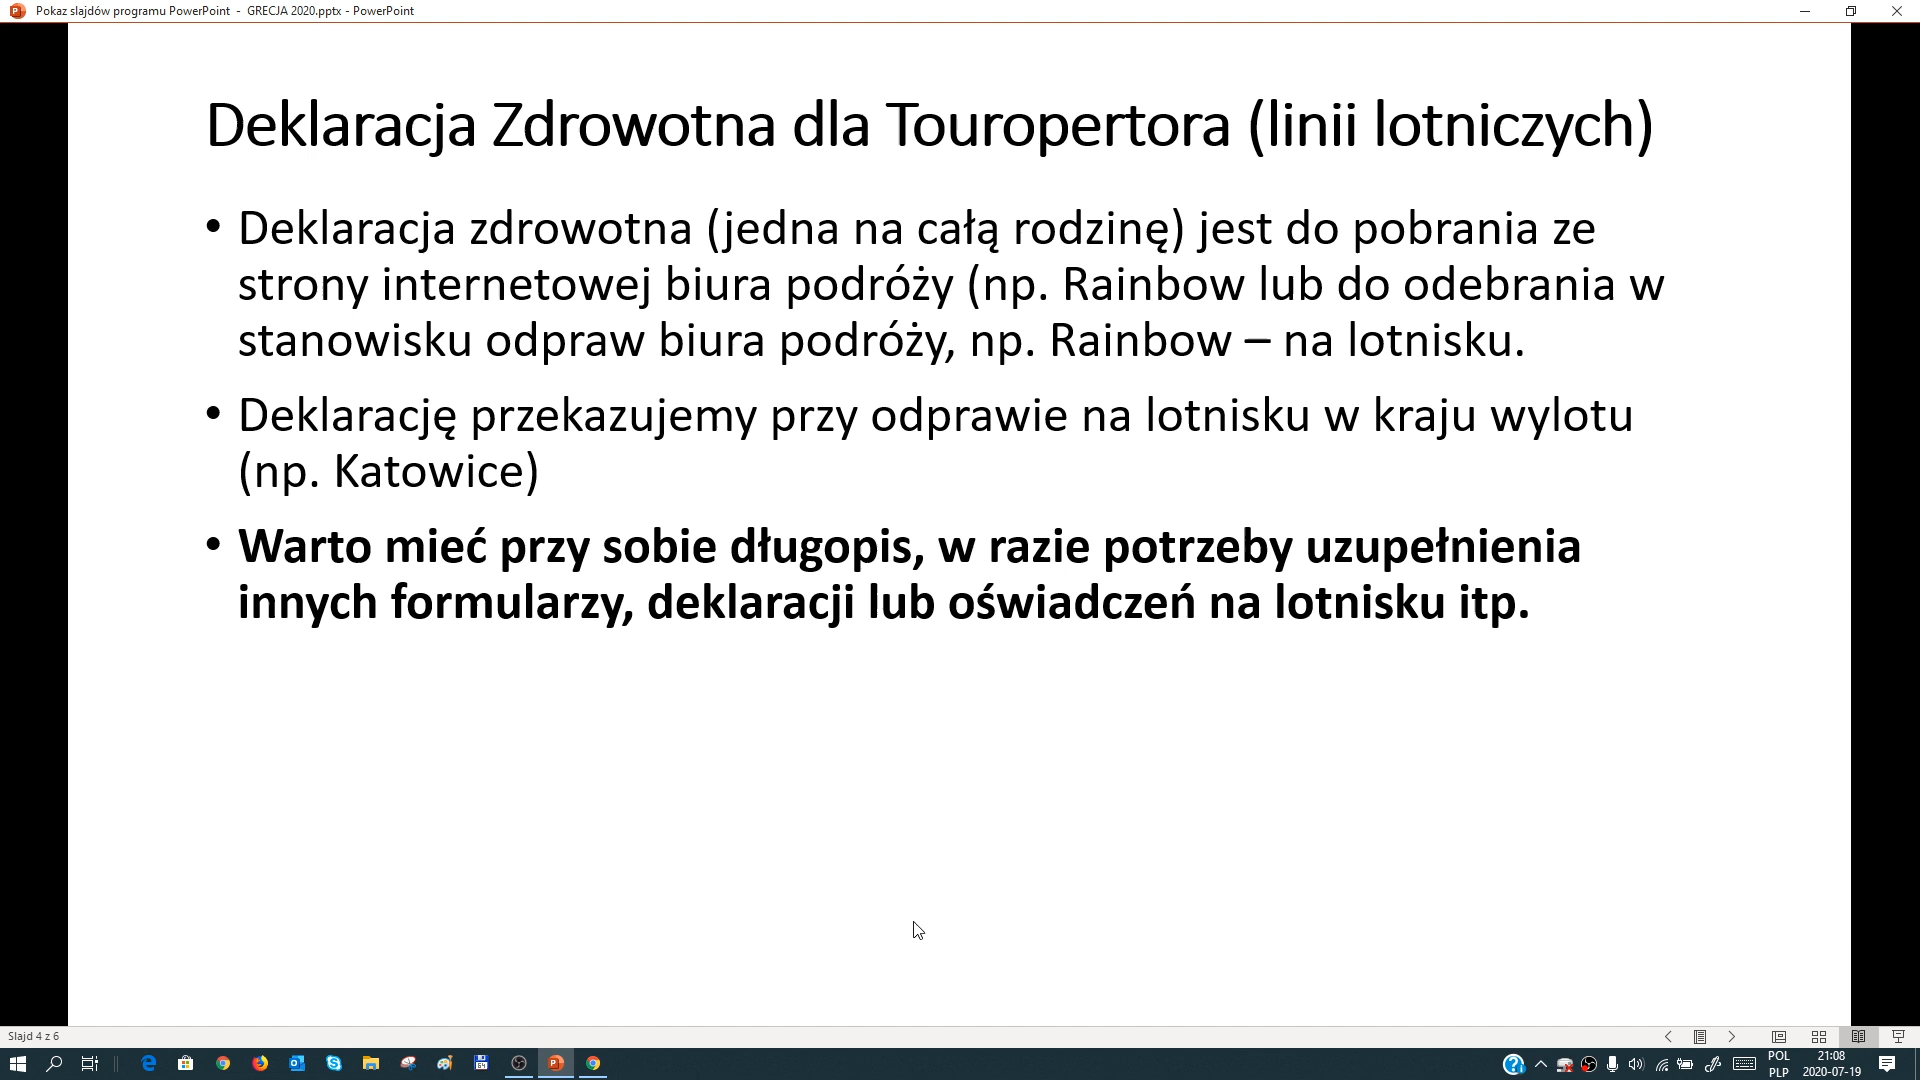 Pokaz slajdów programu PowerPoint - GRECJA 2020.pptx - PowerPoint
Deklaracja Zdrowotna dla Touropertora (linii lotniczych)
• Deklaracja zdrowotna (jedna na całą rodzinę) jest do pobrania ze
strony internetowej biura podróży (np. Rainbow lub do odebrania w
stanowisku odpraw biura podróży, np. Rainbow – na lotnisku.
• Deklarację przekazujemy przy odprawie na lotnisku w kraju wylotu
(np. Katowice)
• Warto mieć przy sobie długopis, w razie potrzeby uzupełnienia
innych formularzy, deklaracji lub oświadczeń na lotnisku itp.
Slajd 4 z 6
POL
PLP
21:08
2020-07-19